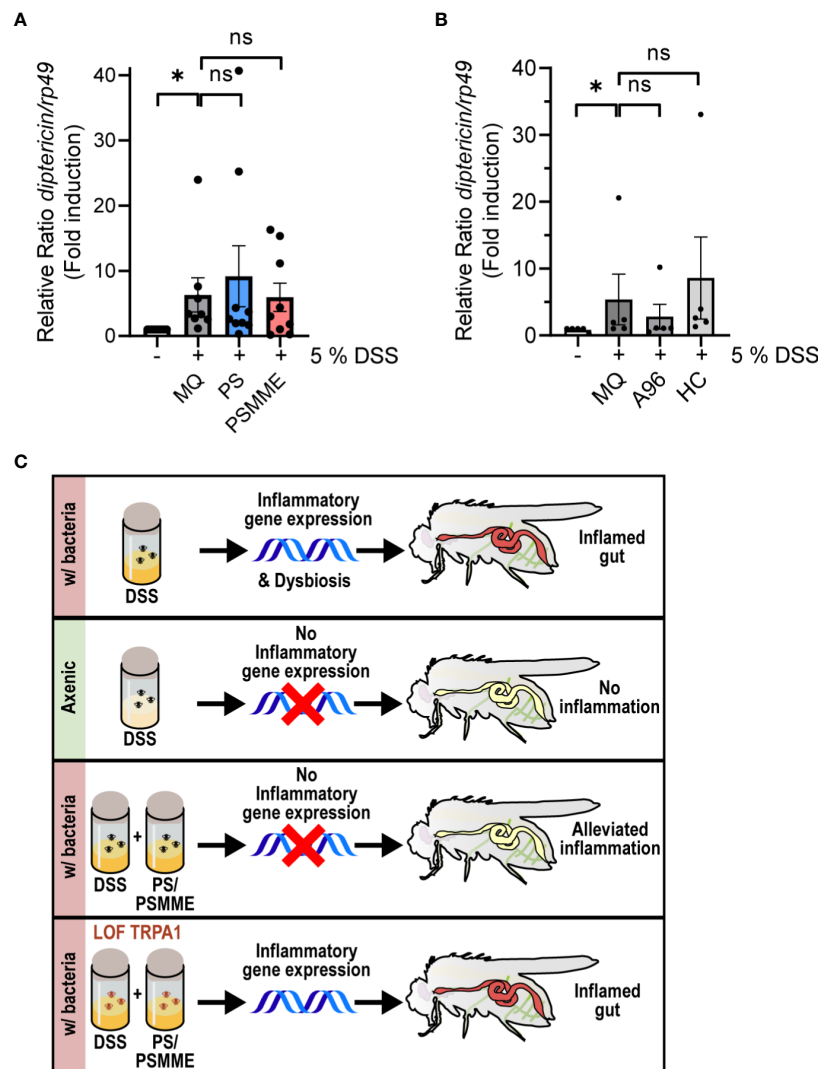 A
Relative Ratio diptericin/rp49
(Fold induction)
40
30
20
10
0
*
ns
ns
- + + + 5 % DSS
MQ
PS
PSMME
B
Relative Ratio diptericin/rp49
(Fold induction)
40
30
20
10
0
*
ns
ns
- + + + 5 % DSS
MQ
A96
HC
C
w/ bacteria
DSS
Inflammatory
gene expression
& Dysbiosis
Inflamed
gut
Axenic
DSS
No
Inflammatory
gene expression
No
inflammation
w/ bacteria
+
DSS PS/
PSMME
No
Inflammatory
gene expression
Alleviated
inflammation
w/ bacteria
LOF TRPA1
+
DSS PS/
PSMME
Inflammatory
gene expression
Inflamed
gut